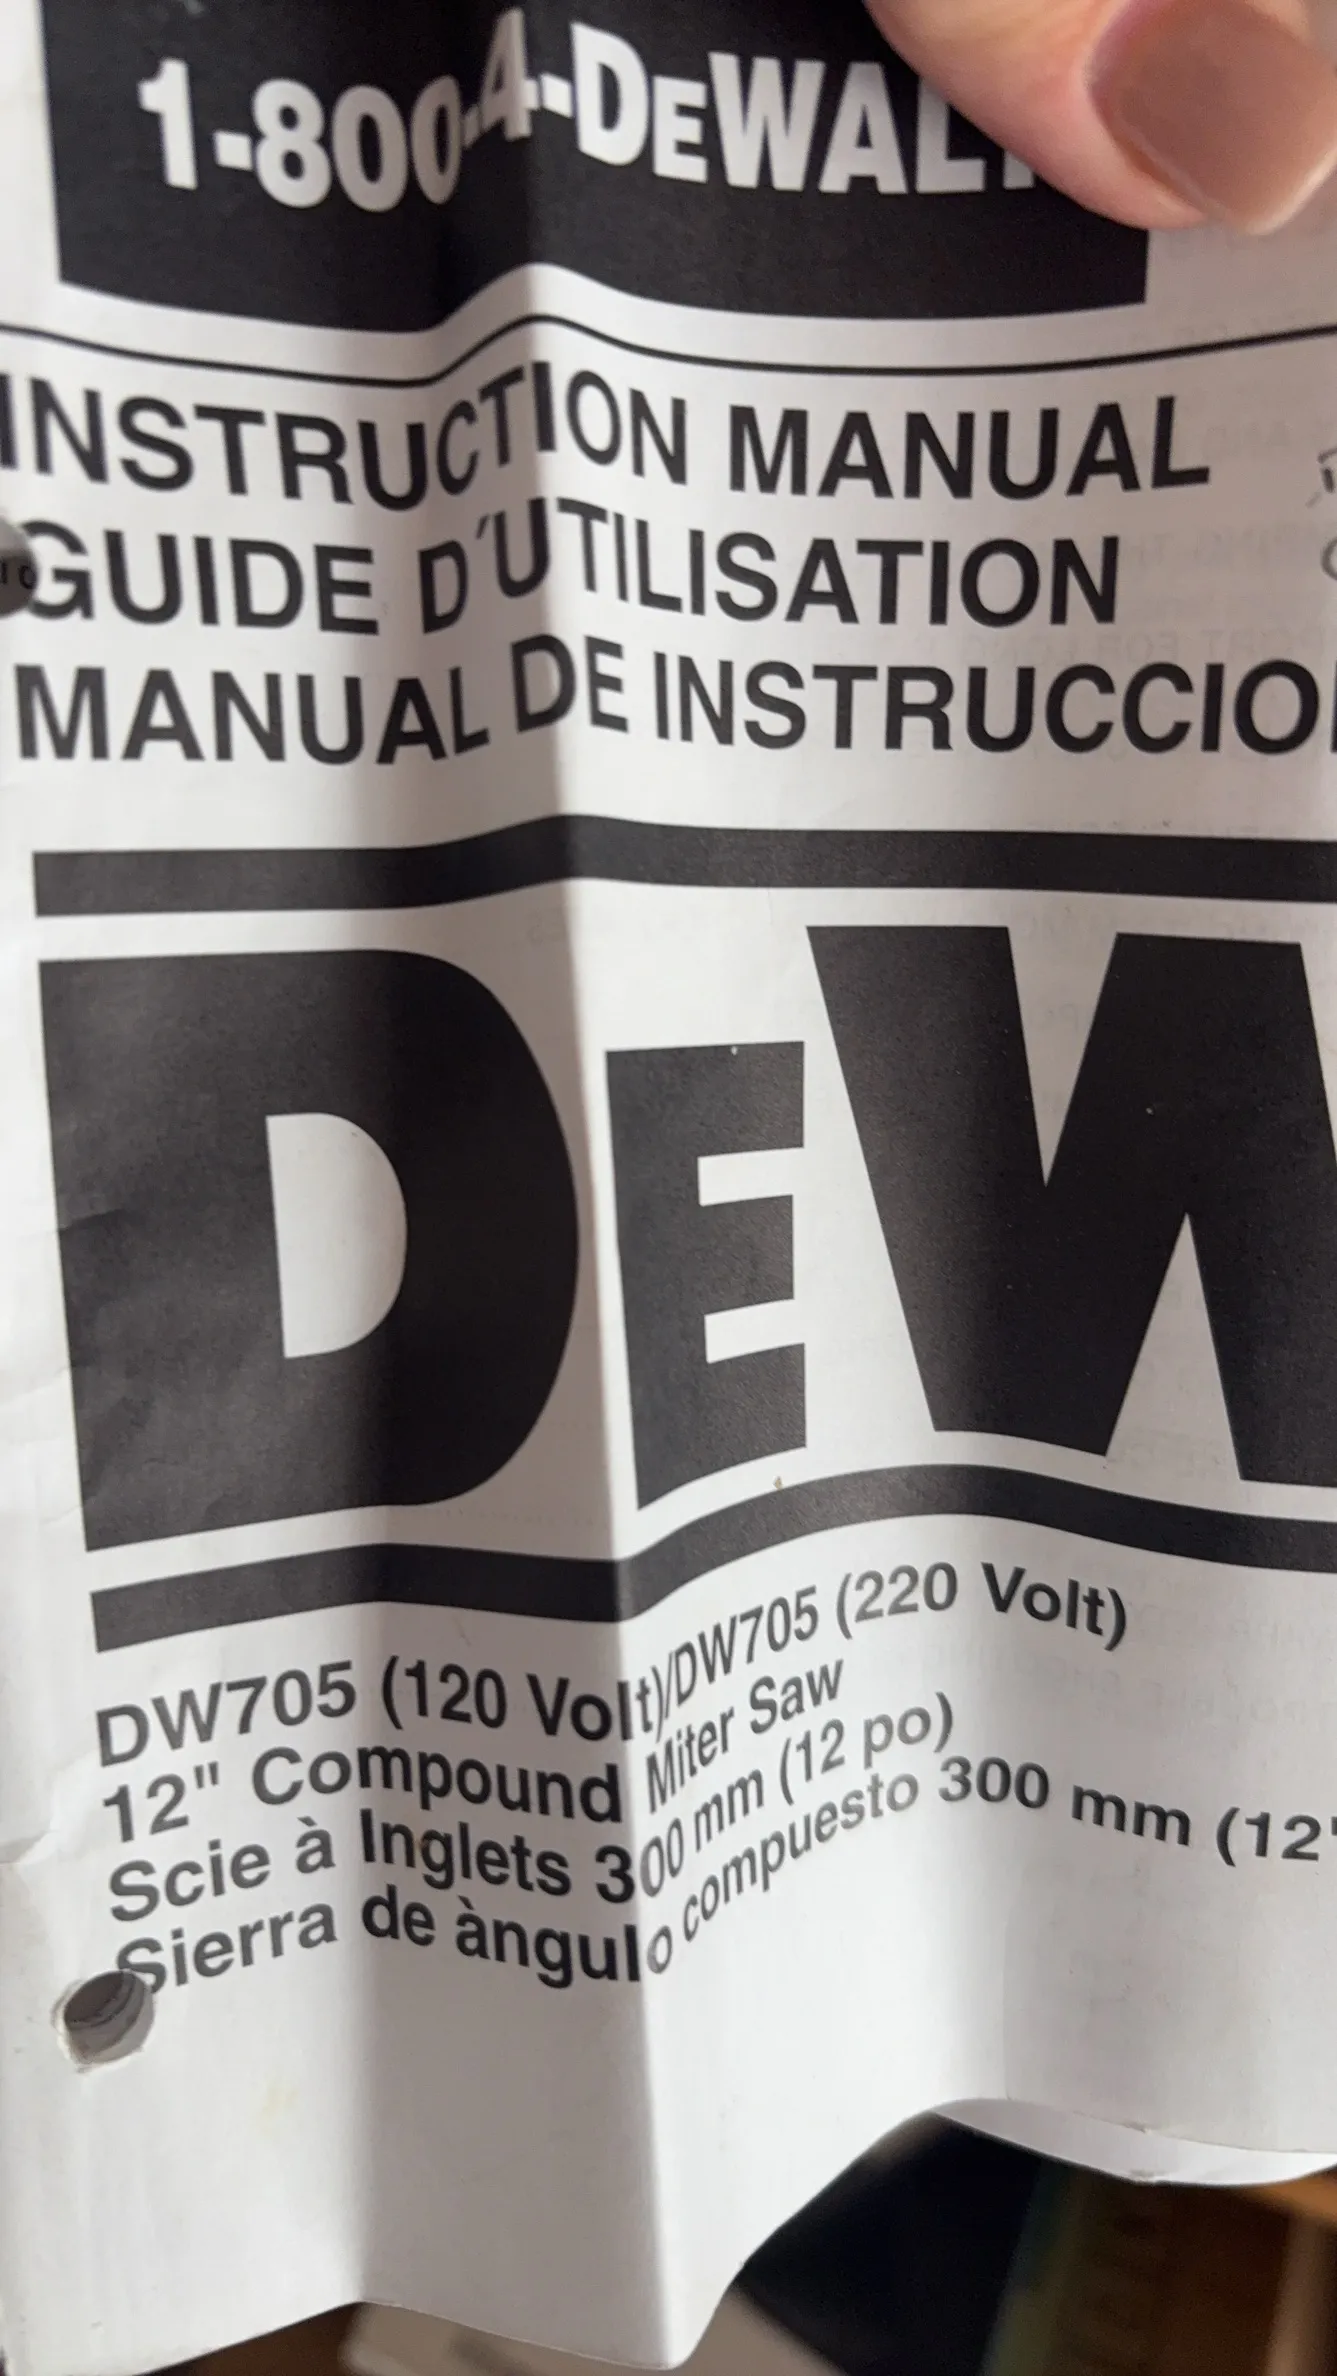 1-800-4-DEWALT
INSTRUCTION MANUAL
GUIDE D'UTILISATION
MANUAL DE
DEW
DW705 (120 Volt)/DW705 (220 Volt)
12" Compound Miter Saw
Scie à Inglets 300 mm (12 po)
Sierra de àngulo compuesto 300 mm (12"